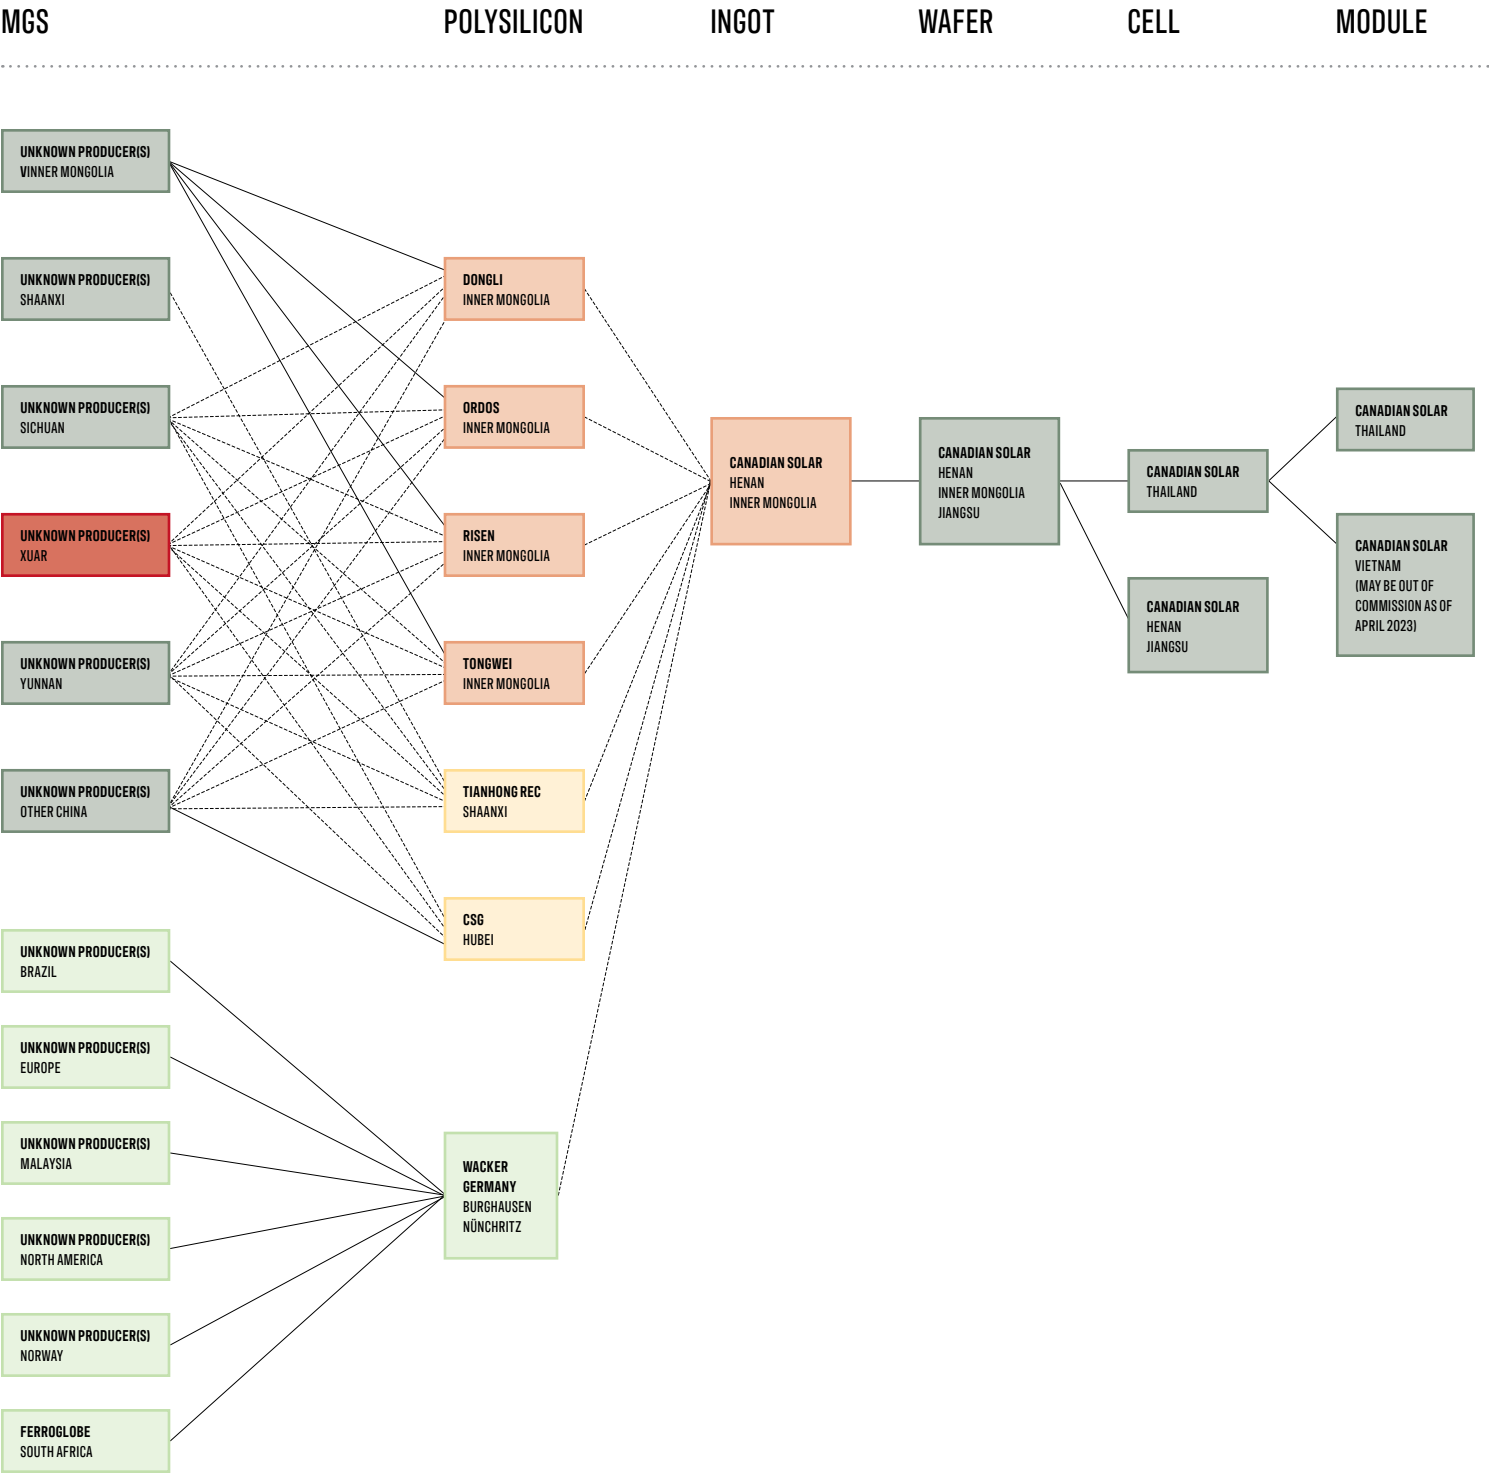 MGS
POLYSILICON
INGOT
WAFER
CELL
MODULE
UNKNOWN PRODUCER(S)
VINNER MONGOLIA
UNKNOWN PRODUCER(S)
SHAANXI
UNKNOWN PRODUCER(S)
SICHUAN
UNKNOWN PRODUCER(S)
XUAR
UNKNOWN PRODUCER(S)
YUNNAN
UNKNOWN PRODUCER(S)
OTHER CHINA
UNKNOWN PRODUCER(S)
BRAZIL
UNKNOWN PRODUCER(S)
EUROPE
UNKNOWN PRODUCER(S)
MALAYSIA
UNKNOWN PRODUCER(S)
NORTH AMERICA
UNKNOWN PRODUCER(S)
NORWAY
FERROGLOBE
SOUTH AFRICA
DONGLI
INNER MONGOLIA
ORDOS
INNER MONGOLIA
RISEN
INNER MONGOLIA
TONGWEI
INNER MONGOLIA
TIANHONG REC
SHAANXI
CSG
HUBEI
WACKER
GERMANY
BURGHAUSEN
NÜNCHRITZ
CANADIAN SOLAR
HENAN
INNER MONGOLIA
CANADIAN SOLAR
HENAN
INNER MONGOLIA
JIANGSU
CANADIAN SOLAR
THAILAND
CANADIAN SOLAR
HENAN
JIANGSU
CANADIAN SOLAR
THAILAND
CANADIAN SOLAR
VIETNAM
(MAY BE OUT OF
COMMISSION AS OF
APRIL 2023)